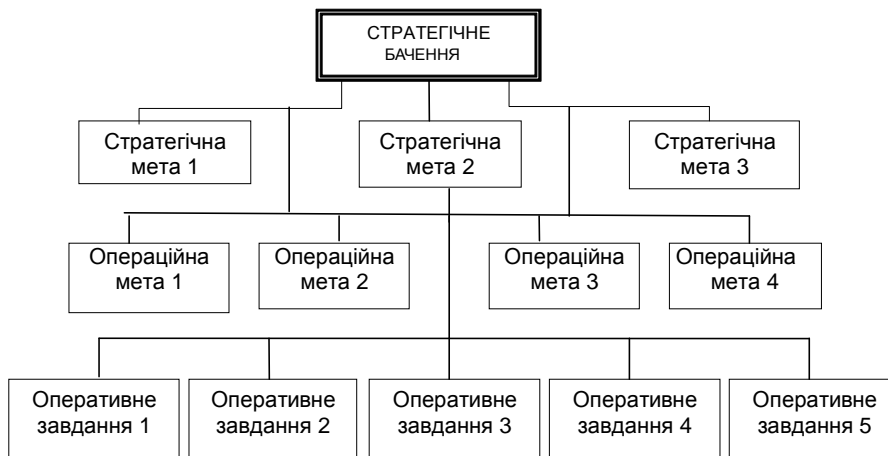 СТРАТЕГІЧНЕ
БАЧЕННЯ
Стратегічна
мета 1
Стратегічна
мета 2
Стратегічна
мета 3
Операційна
мета 1
Операційна
мета 2
Операційна
мета 3
Операційна
мета 4
Оперативне
завдання 1
Оперативне
завдання 2
Оперативне
завдання 3
Оперативне
завдання 4
Оперативне
завдання 5